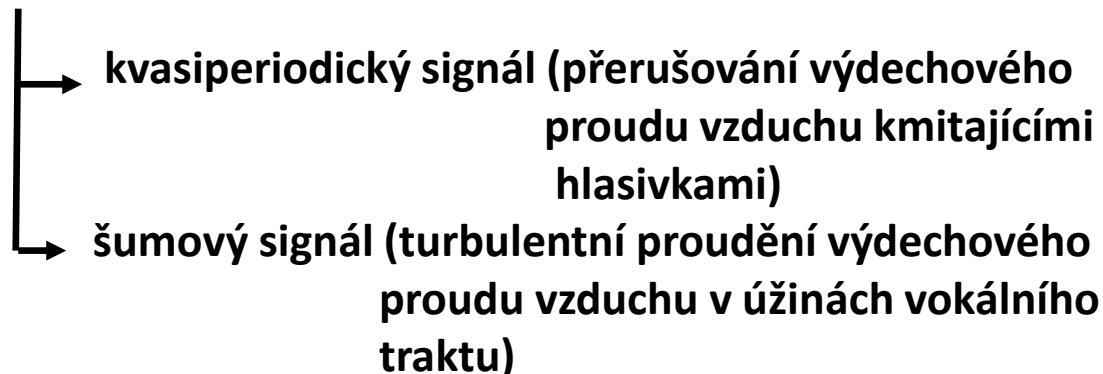 kvasiperiodický signál (přerušování výdechového
proudu vzduchu kmitajícími
hlasivkami)
šumový signál (turbulentní proudění výdechového
proudu vzduchu v úžinách vokálního
traktu)